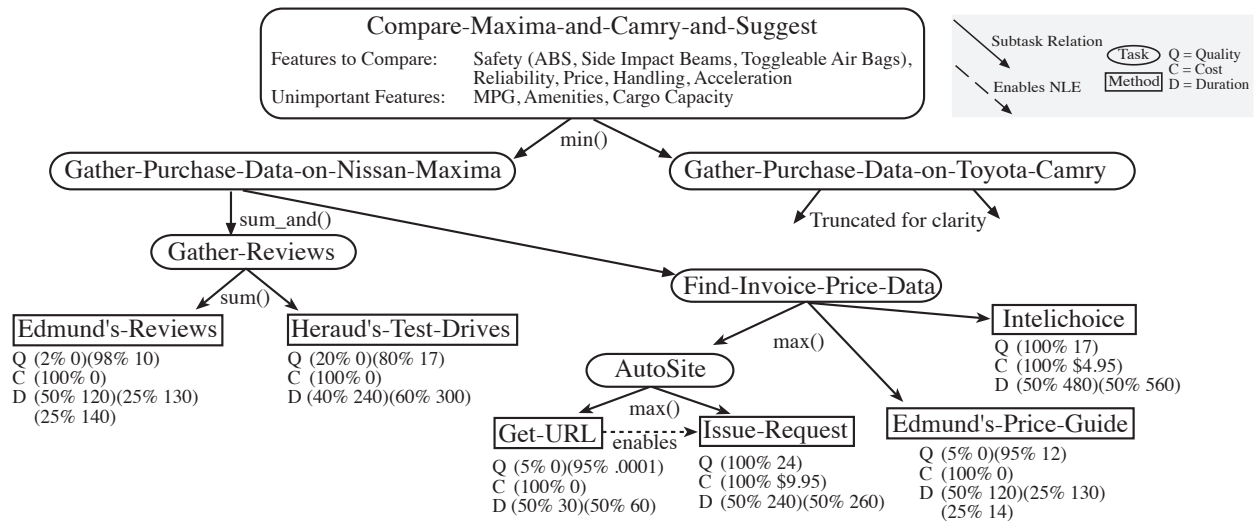 Compare-Maxima-and-Camry-and-Suggest
Features to Compare: Safety (ABS, Side Impact Beams, Toggleable Air Bags),
Reliability, Price, Handling, Acceleration
Unimportant Features: MPG, Amenities, Cargo Capacity
Subtask Relation
Enables NLE
Task
Method
Q = Quality
C = Cost
D = Duration
min()
Gather-Purchase-Data-on-Nissan-Maxima
Gather-Purchase-Data-on-Toyota-Camry
sum_and()
Truncated for clarity
Gather-Reviews
Find-Invoice-Price-Data
sum()
Edmund's-Reviews
Q (2% 0)(98% 10)
C (100% 0)
D (50% 120)(25% 130)
(25% 140)
Heraud's-Test-Drives
Q (20% 0)(80% 17)
C (100% 0)
D (40% 240)(60% 300)
max()
Intelichoice
Q (100% 17)
C (100% $4.95)
D (50% 480)(50% 560)
AutoSite
max()
Get-URL
enables
Issue-Request
Q (5% 0)(95% .0001)
C (100% 0)
D (50% 30)(50% 60)
Q (100% 24)
C (100% $9.95)
D (50% 240)(50% 260)
Edmund's-Price-Guide
Q (5% 0)(95% 12)
C (100% 0)
D (50% 120)(25% 130)
(25% 14)